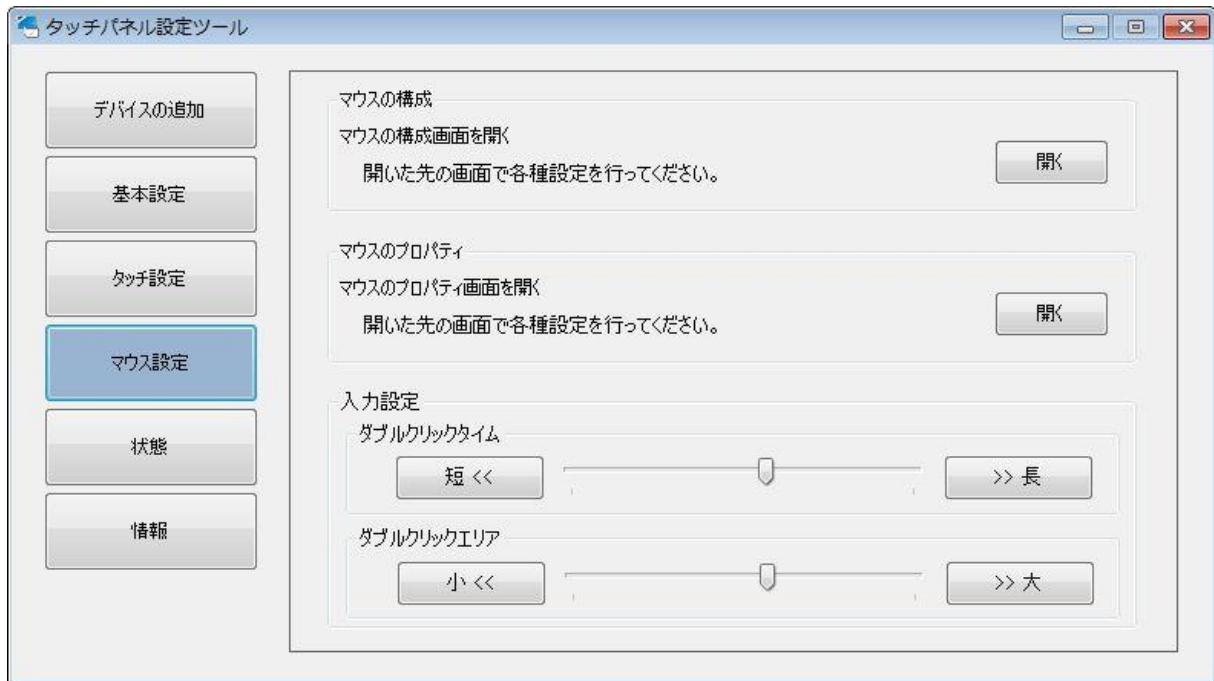 タッチパネル設定ツール
デバイスの追加
基本設定
タッチ設定
マウス設定
状態
情報
マウスの構成
マウスの構成画面を開く
開いた先の画面で各種設定を行ってください。
開く
マウスのプロパティ
マウスのプロパティ画面を開く
開いた先の画面で各種設定を行ってください。
開く
入力設定
ダブルクリックタイム
短 <<
>> 長
ダブルクリックエリア
小 <<
>> 大